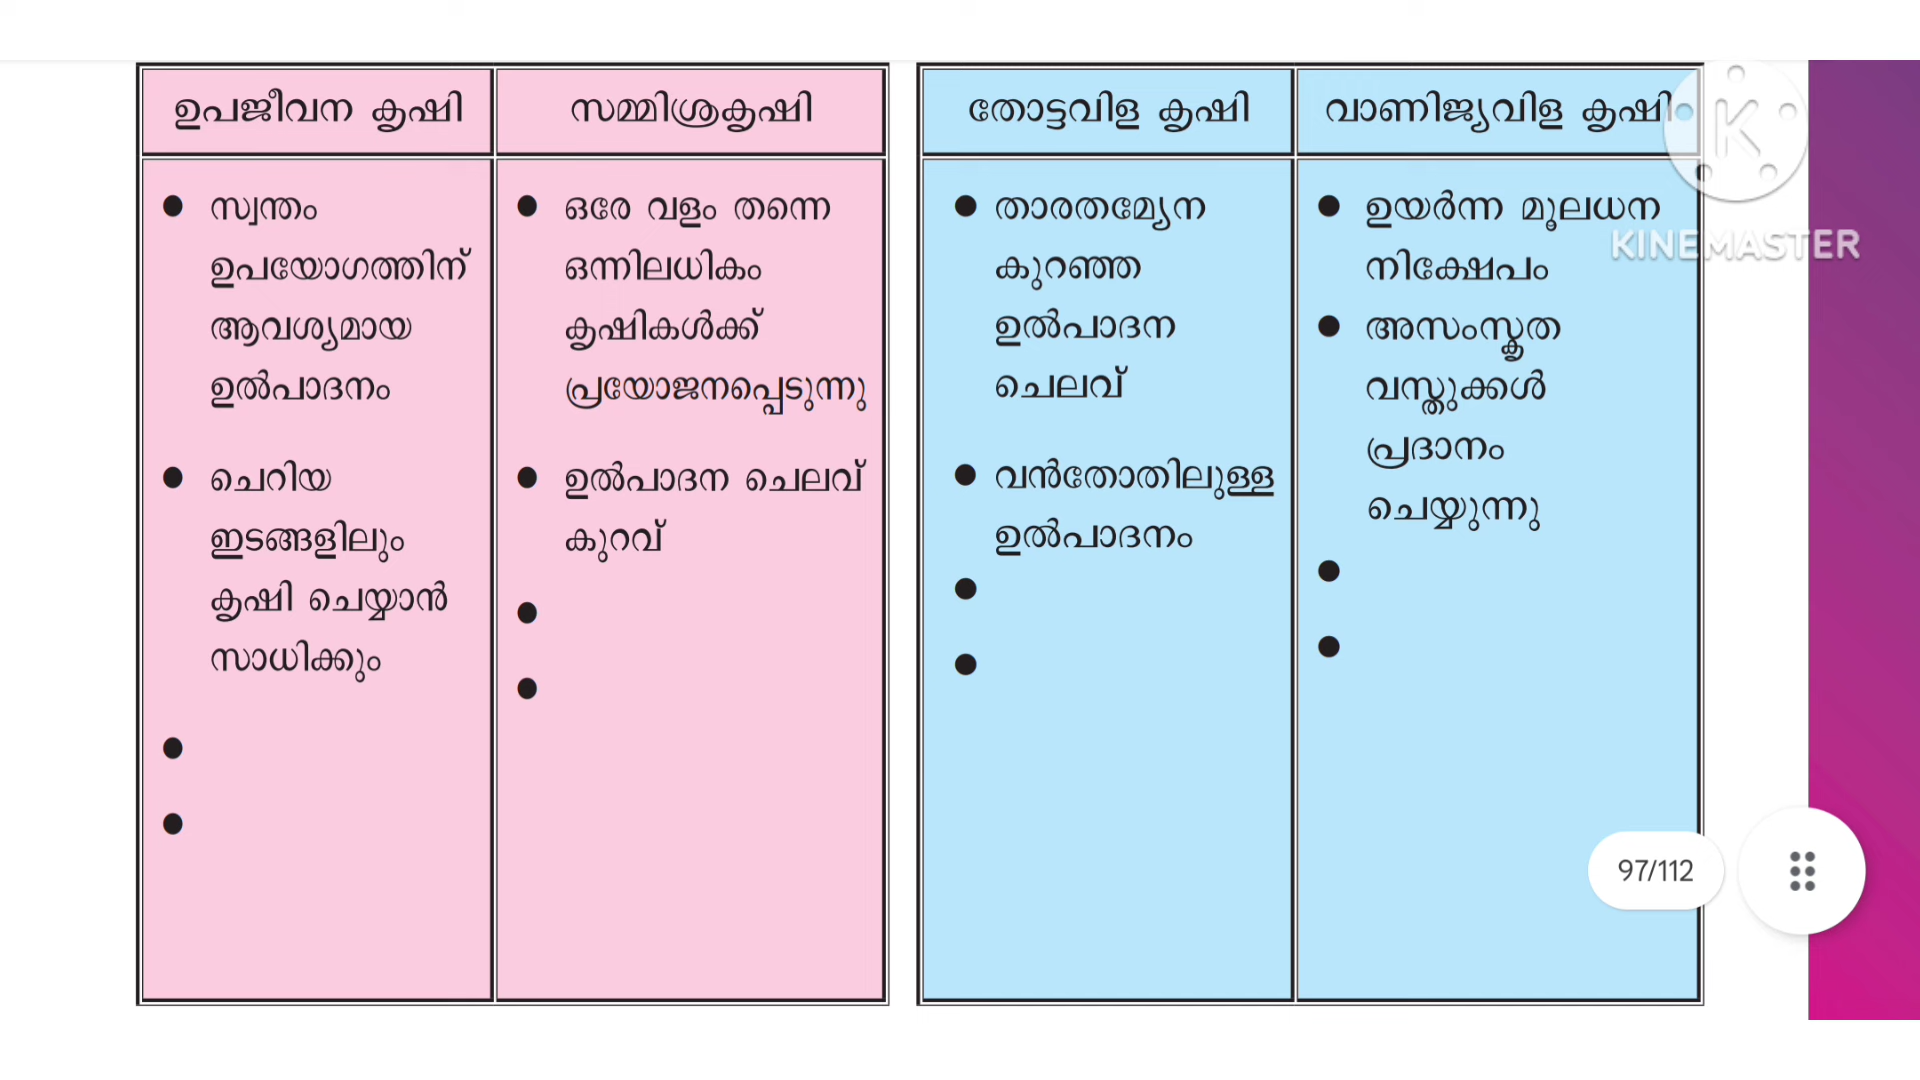 ഉപജീവന കൃഷി
സമ്മിശ്രകൃഷി
● സ്വന്തം
ഉപയോഗത്തിന്
ആവശ്യമായ
ഉൽപാദനം
● ചെറിയ
ഇടങ്ങളിലും
കൃഷി ചെയ്യാൻ
സാധിക്കും
●
●
● ഒരേ വളം തന്നെ
ഒന്നിലധികം
കൃഷികൾക്ക്
പ്രയോജനപ്പെടുന്നു
● ഉൽപാദന ചെലവ്
കുറവ്
●
●
തോട്ടവിള കൃഷി
വാണിജ്യവിള കൃഷി
● താരതമ്യേന
കുറഞ്ഞ
ഉൽപാദന
ചെലവ്
● വൻതോതിലുള്ള
ഉൽപാദനം
●
●
● ഉയർന്ന മൂലധന
നിക്ഷേപം
● അസംസ്കൃത
വസ്തുക്കൾ
പ്രദാനം
ചെയ്യുന്നു
●
●
K
KINEMASTER
97/112